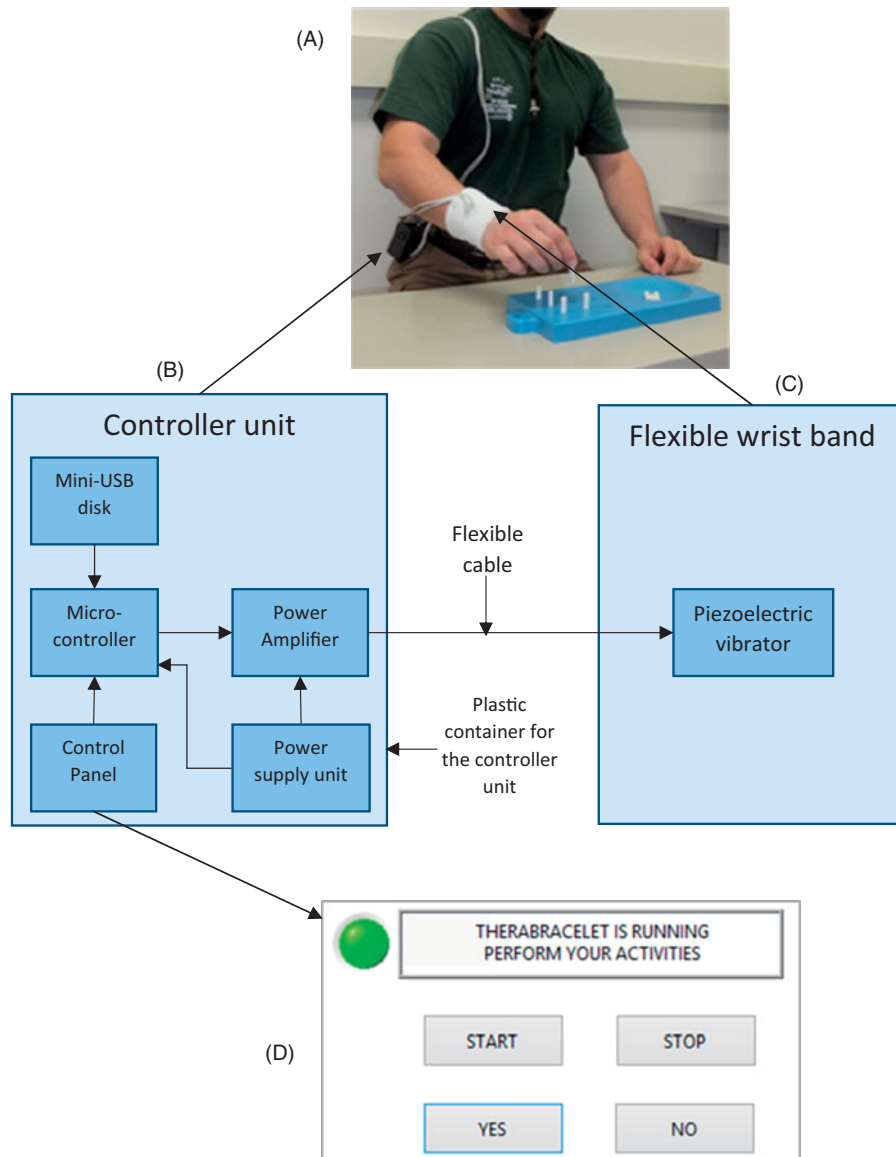 (A)
(B)
(C)
Controller unit
Mini-USB
disk
Micro-
controller
Power
Amplifier
Control
Panel
Power
supply unit
Flexible
cable
Plastic
container for
the controller
unit
Flexible wrist band
Piezoelectric
vibrator
(D)
THERABRACELET IS RUNNING
PERFORM YOUR ACTIVITIES
START
STOP
YES
NO